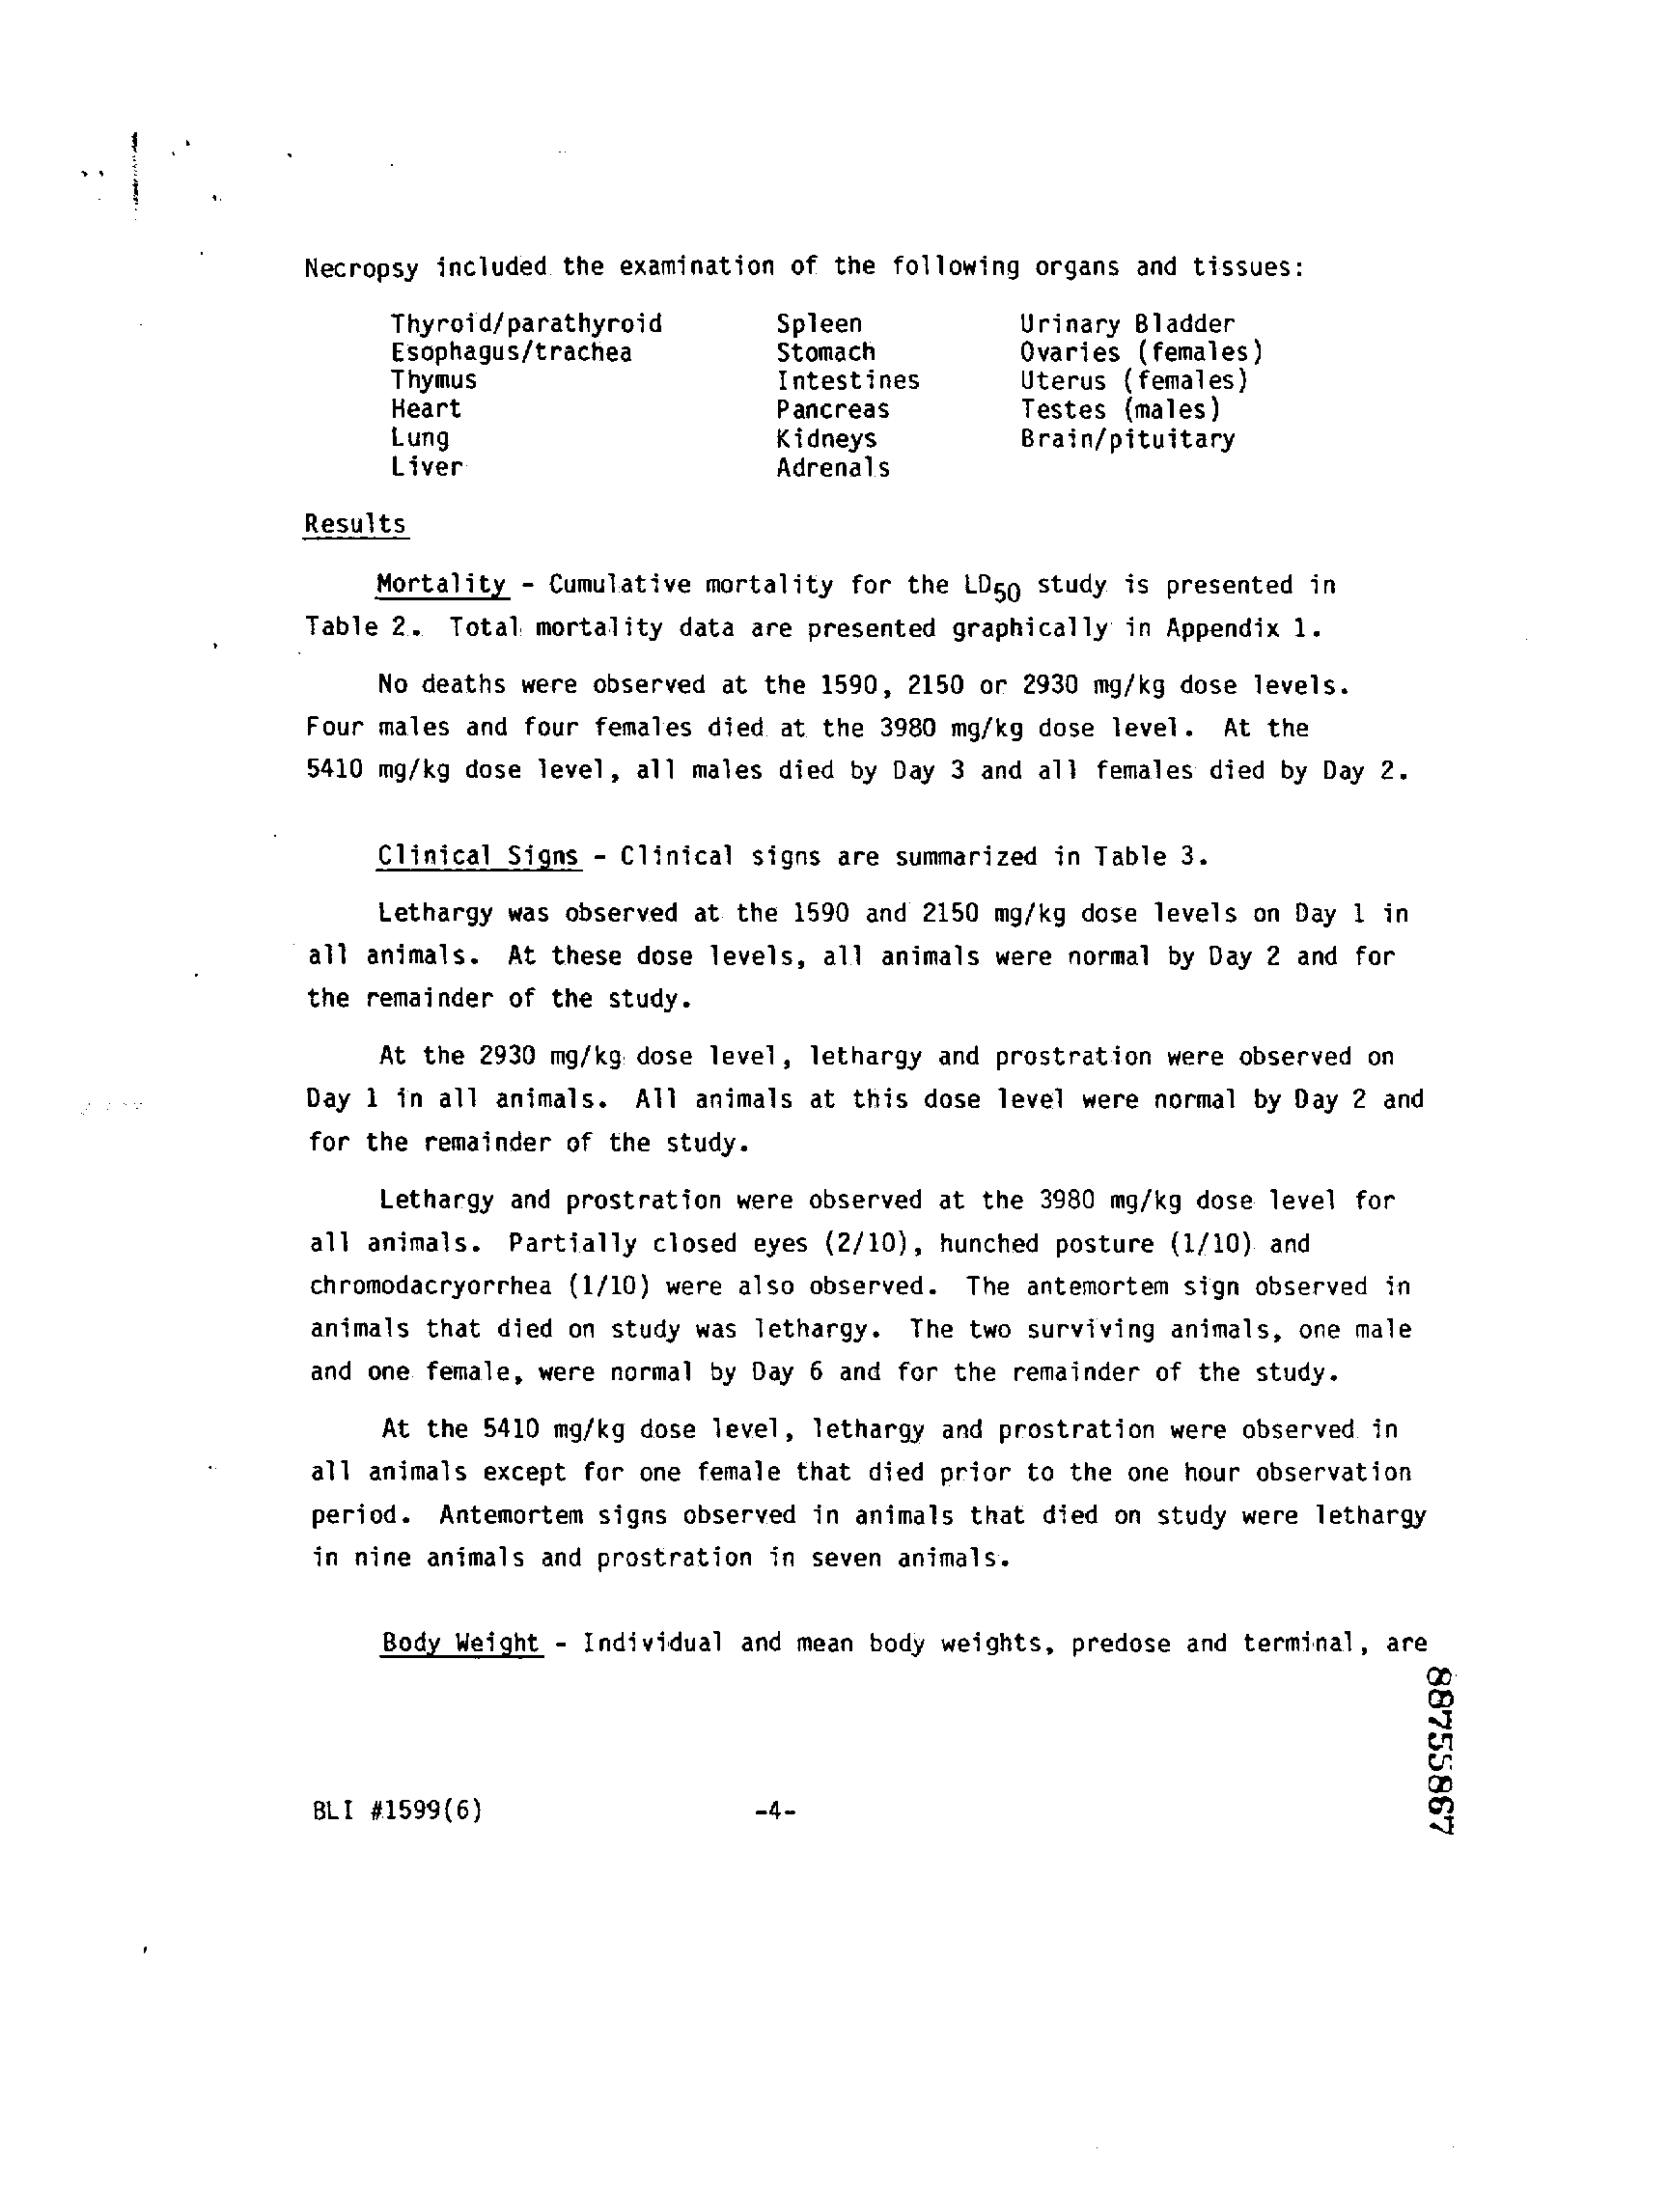 Necropsy included the examination of the following organs and tissues:
Thyroid/parathyroid Spleen Urinary Bladder
Esophagus/trachea Stomach Ovaries (females)
Thymus Intestines Uterus (females)
Heart Pancreas Testes (males)
Lung Kidneys Brain/pituitary
Liver Adrenals
Results
Mortality - Cumulative mortality for the LD50 study is presented in
Table 2. Total mortality data are presented graphically in Appendix 1.
No deaths were observed at the 1590, 2150 or 2930 mg/kg dose levels.
Four males and four females died at the 3980 mg/kg dose level. At the
5410 mg/kg dose level, all males died by Day 3 and all females died by Day 2.
Clinical Signs - Clinical signs are summarized in Table 3.
Lethargy was observed at the 1590 and 2150 mg/kg dose levels on Day 1 in
all animals. At these dose levels, all animals were normal by Day 2 and for
the remainder of the study.
At the 2930 mg/kg dose level, lethargy and prostration were observed on
Day 1 in all animals. All animals at this dose level were normal by Day 2 and
for the remainder of the study.
Lethargy and prostration were observed at the 3980 mg/kg dose level for
all animals. Partially closed eyes (2/10), hunched posture (1/10) and
chromodacryorrhea (1/10) were also observed. The antemortem sign observed in
animals that died on study was lethargy. The two surviving animals, one male
and one female, were normal by Day 6 and for the remainder of the study.
At the 5410 mg/kg dose level, lethargy and prostration were observed in
all animals except for one female that died prior to the one hour observation
period. Antemortem signs observed in animals that died on study were lethargy
in nine animals and prostration in seven animals.
Body Weight - Individual and mean body weights, predose and terminal, are
88755887
BLI #1599(6) -4-